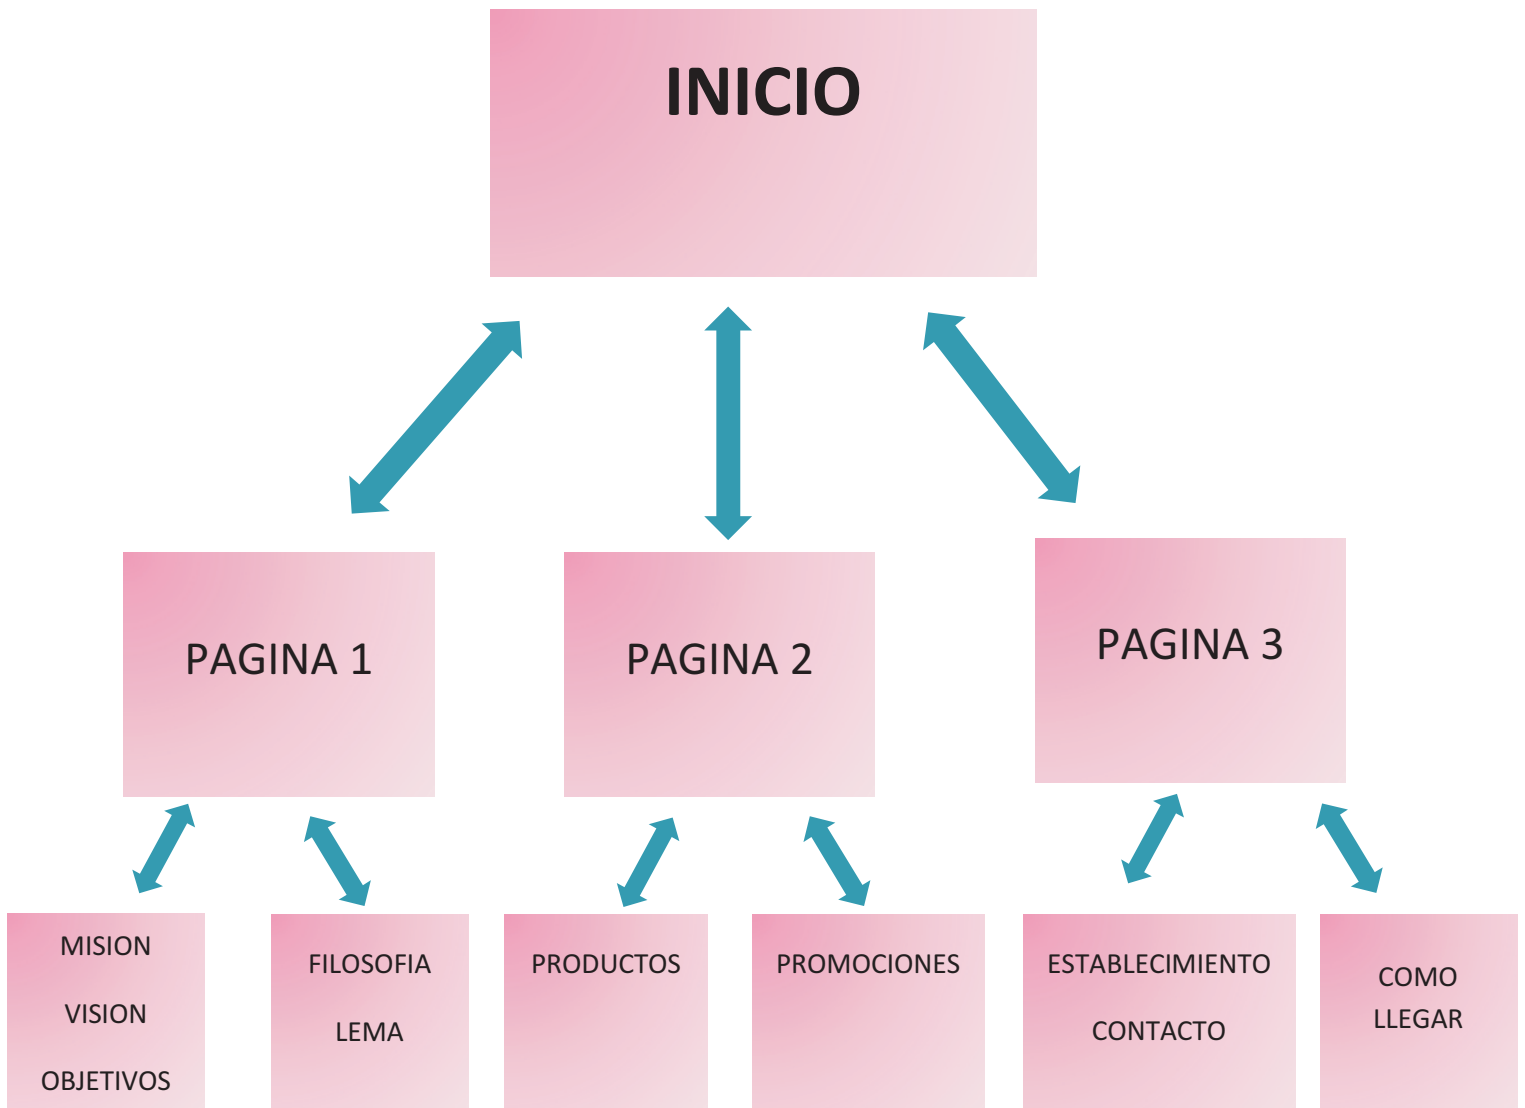 INICIO
PAGINA 1
PAGINA 2
PAGINA 3
MISION
VISION
OBJETIVOS
FILOSOFIA
LEMA
PRODUCTOS
PROMOCIONES
ESTABLECIMIENTO
CONTACTO
COMO
LLEGAR